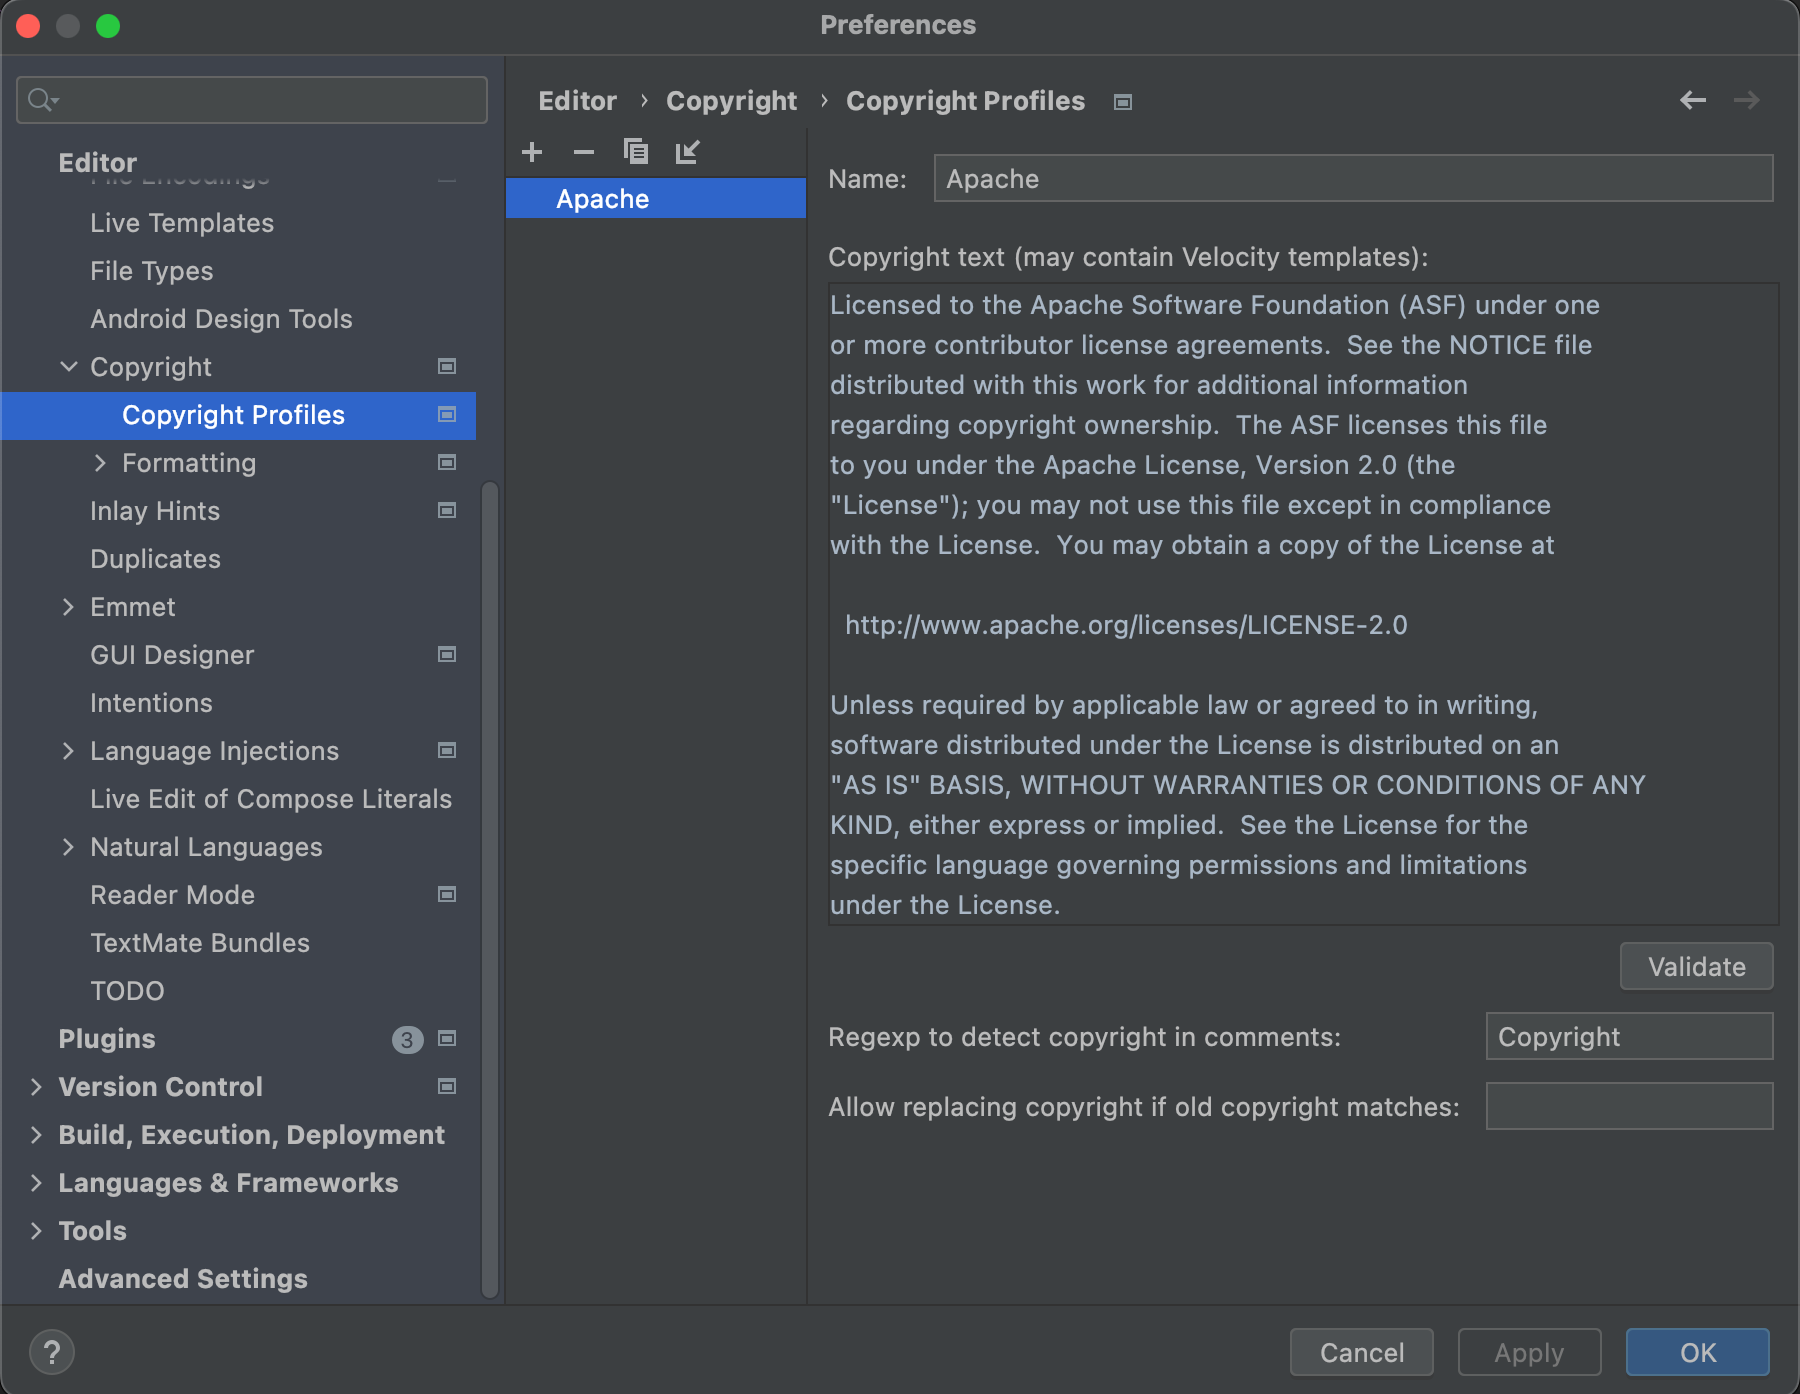 Preferences
Editor
File Encodings
Live Templates
File Types
Android Design Tools
Copyright
Copyright Profiles
Formatting
Inlay Hints
Duplicates
Emmet
GUI Designer
Intentions
Language Injections
Live Edit of Compose Literals
Natural Languages
Reader Mode
TextMate Bundles
TODO
Plugins 3
Version Control
Build, Execution, Deployment
Languages & Frameworks
Tools
Advanced Settings
Editor › Copyright › Copyright Profiles
Apache
Name: Apache
Copyright text (may contain Velocity templates):
Licensed to the Apache Software Foundation (ASF) under one
or more contributor license agreements.  See the NOTICE file
distributed with this work for additional information
regarding copyright ownership.  The ASF licenses this file
to you under the Apache License, Version 2.0 (the
"License"); you may not use this file except in compliance
with the License.  You may obtain a copy of the License at
http://www.apache.org/licenses/LICENSE-2.0
Unless required by applicable law or agreed to in writing,
software distributed under the License is distributed on an
"AS IS" BASIS, WITHOUT WARRANTIES OR CONDITIONS OF ANY
KIND, either express or implied.  See the License for the
specific language governing permissions and limitations
under the License.
Validate
Regexp to detect copyright in comments: Copyright
Allow replacing copyright if old copyright matches:
?
Cancel Apply OK